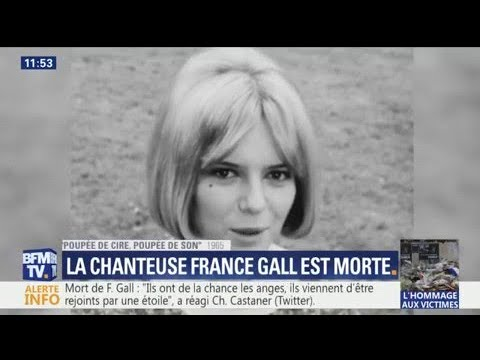 11:53
"POUPÉE DE CIRE, POUPÉE DE SON" 1965
BFM
TV.
LA CHANTEUSE FRANCE GALL EST MORTE.
ALERTE
INFO
Mort de F. Gall : "Ils ont de la chance les anges, ils viennent d'être
rejoints par une étoile", a réagi Ch. Castaner (Twitter).
L'HOMMAGE
AUX VICTIMES